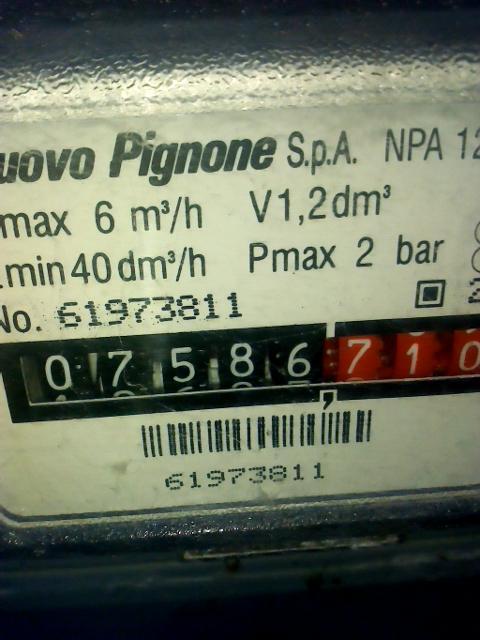 uovo Pignone S.p.A. NPA 12
max 6 m³/h V1,2dm³
.min 40 dm³/h Pmax 2 bar
No. 61973811
07586,710
61973811